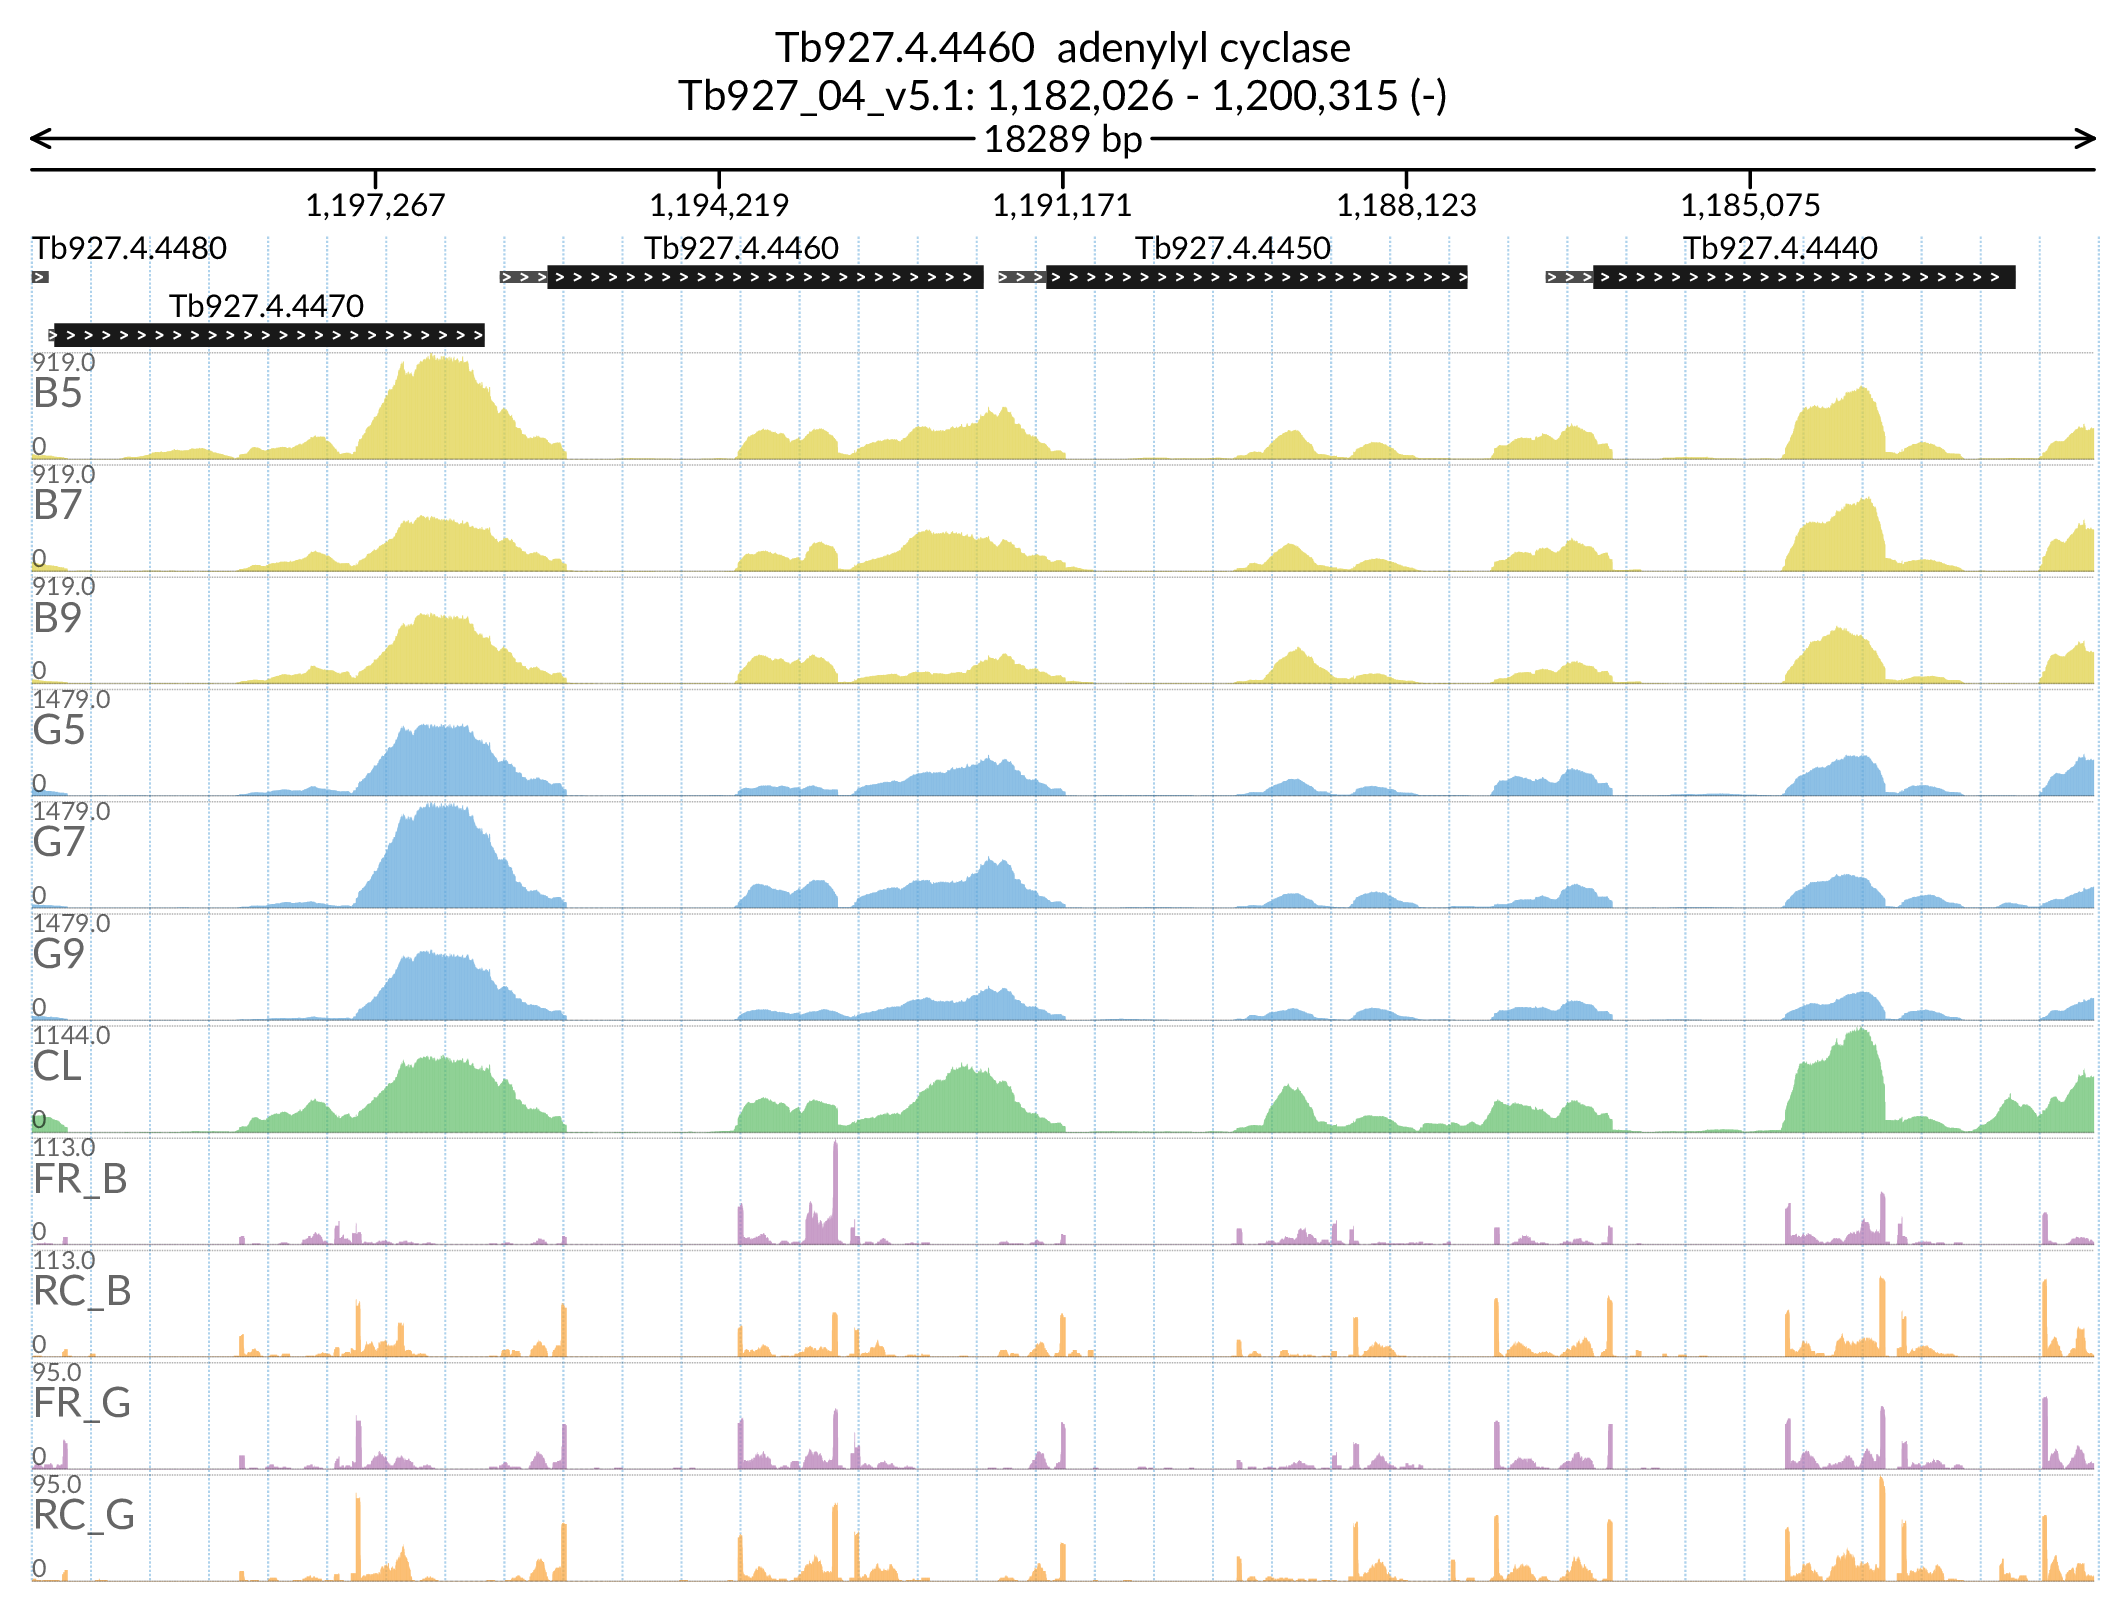 Tb927.4.4460 adenylyl cyclase
Tb927_04_v5.1: 1,182,026 - 1,200,315 (-)
18289 bp
1,197,267 1,194,219 1,191,171 1,188,123 1,185,075
Tb927.4.4480 Tb927.4.4460 Tb927.4.4450 Tb927.4.4440
Tb927.4.4470
919.0
B5
0
919.0
B7
0
919.0
B9
0
1479.0
G5
0
1479.0
G7
0
1479.0
G9
0
1144.0
CL
0
113.0
FR_B
0
113.0
RC_B
0
95.0
FR_G
0
95.0
RC_G
0